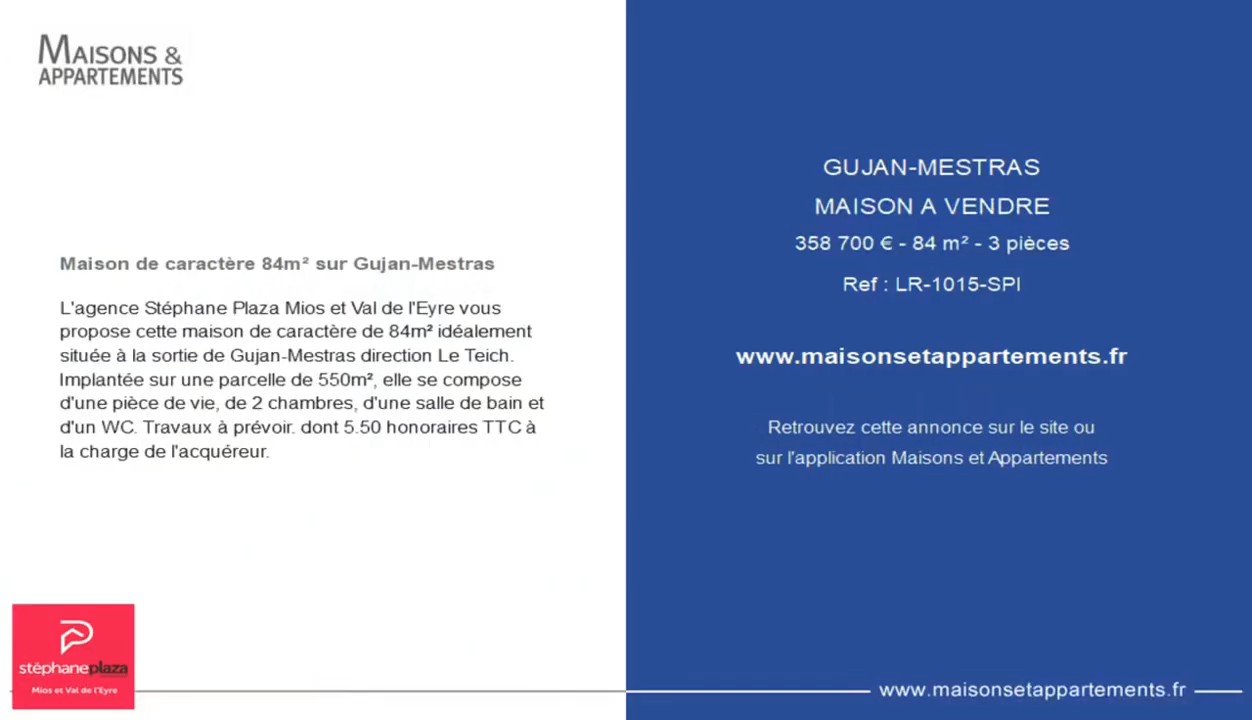 MAISONS &
APPARTEMENTS
Maison de caractère 84m² sur Gujan-Mestras
L'agence Stéphane Plaza Mios et Val de l'Eyre vous
propose cette maison de caractère de 84m² idéalement
située à la sortie de Gujan-Mestras direction Le Teich.
Implantée sur une parcelle de 550m², elle se compose
d'une pièce de vie, de 2 chambres, d'une salle de bain et
d'un WC. Travaux à prévoir. dont 5.50 honoraires TTC à
la charge de l'acquéreur.
stéphaneplaza
Mios et Val de l'Eyre
GUJAN-MESTRAS
MAISON A VENDRE
358 700 € - 84 m² - 3 pièces
Ref : LR-1015-SPI
www.maisonsetappartements.fr
Retrouvez cette annonce sur le site ou
sur l'application Maisons et Appartements
www.maisonsetappartements.fr